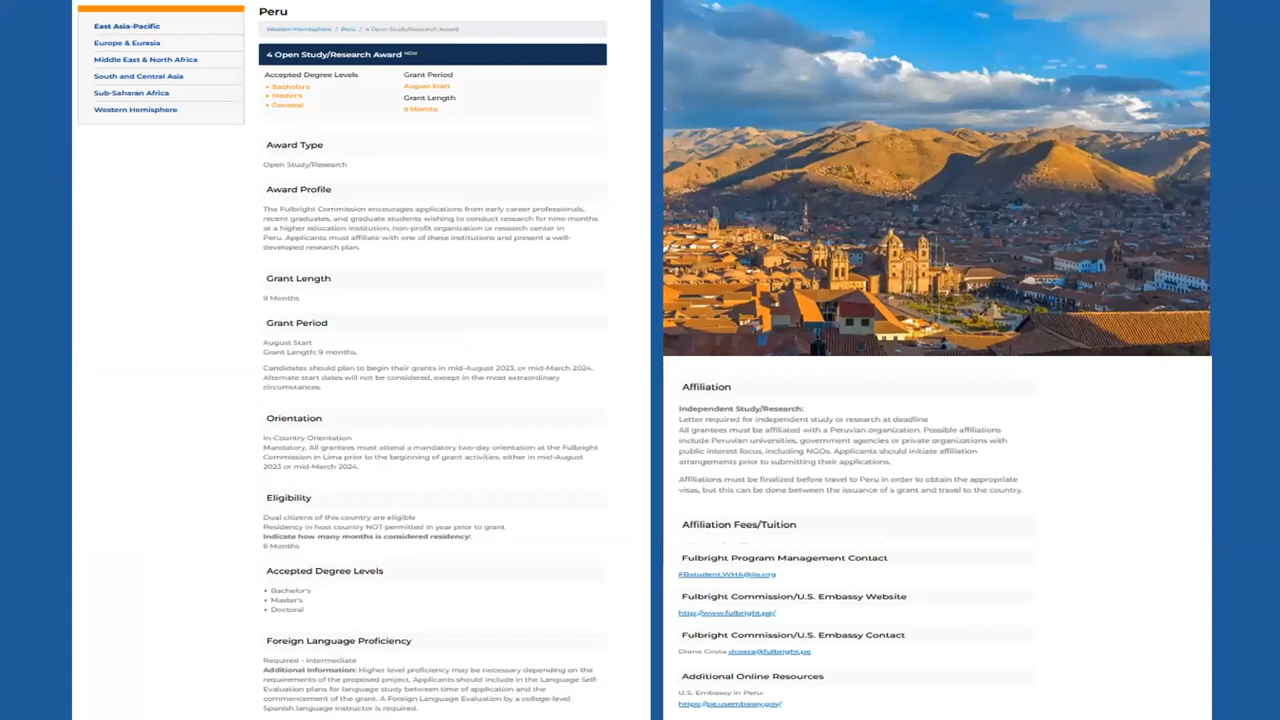 East Asia-Pacific
Europe & Eurasia
Middle East & North Africa
South and Central Asia
Sub-Saharan Africa
Western Hemisphere
Peru
Western Hemisphere / Peru / 4 Open Study/Research Award
4 Open Study/Research Award NEW
Accepted Degree Levels
• Bachelor's
• Master's
• Doctoral
Grant Period
August Start
Grant Length
9 Months
Award Type
Open Study/Research
Award Profile
The Fulbright Commission encourages applications from early career professionals,
recent graduates, and graduate students wishing to conduct research for nine months
at a higher education institution, non-profit organization or research center in
Peru. Applicants must affiliate with one of these institutions and present a well-
developed research plan.
Grant Length
9 Months
Grant Period
August Start
Grant Length: 9 months.
Candidates should plan to begin their grants in mid-August 2023, or mid-March 2024.
Alternate start dates will not be considered, except in the most extraordinary
circumstances.
Orientation
In-Country Orientation
Mandatory. All grantees must attend a mandatory two-day orientation at the Fulbright
Commission in Lima prior to the beginning of grant activities, either in mid-August
2023 or mid-March 2024.
Eligibility
Dual citizens of this country are eligible
Residency in host country NOT permitted in year prior to grant
Indicate how many months is considered residency:
6 Months
Accepted Degree Levels
• Bachelor's
• Master's
• Doctoral
Foreign Language Proficiency
Required - Intermediate
Additional Information: Higher level proficiency may be necessary depending on the
requirements of the proposed project. Applicants should include in the Language Self-
Evaluation plans for language study between time of application and the
commencement of the grant. A Foreign Language Evaluation by a college-level
Spanish language instructor is required.
Affiliation
Independent Study/Research:
Letter required for independent study or research at deadline
All grantees must be affiliated with a Peruvian organization. Possible affiliations
include Peruvian universities, government agencies or private organizations with
public interest focus, including NGOs. Applicants should initiate affiliation
arrangements prior to submitting their applications.
Affiliations must be finalized before travel to Peru in order to obtain the appropriate
visas, but this can be done between the issuance of a grant and travel to the country.
Affiliation Fees/Tuition
Fulbright Program Management Contact
FBstudent.WHA@iie.org
Fulbright Commission/U.S. Embassy Website
http://www.fulbright.pe/
Fulbright Commission/U.S. Embassy Contact
Diana Costa dcosta@fulbright.pe
Additional Online Resources
U.S. Embassy in Peru:
https://pe.usembassy.gov/